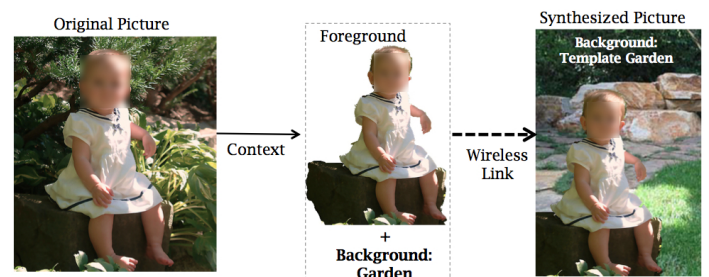 Original Picture
Context
Foreground
+
Background:
Garden
Wireless
Link
Synthesized Picture
Background:
Template Garden